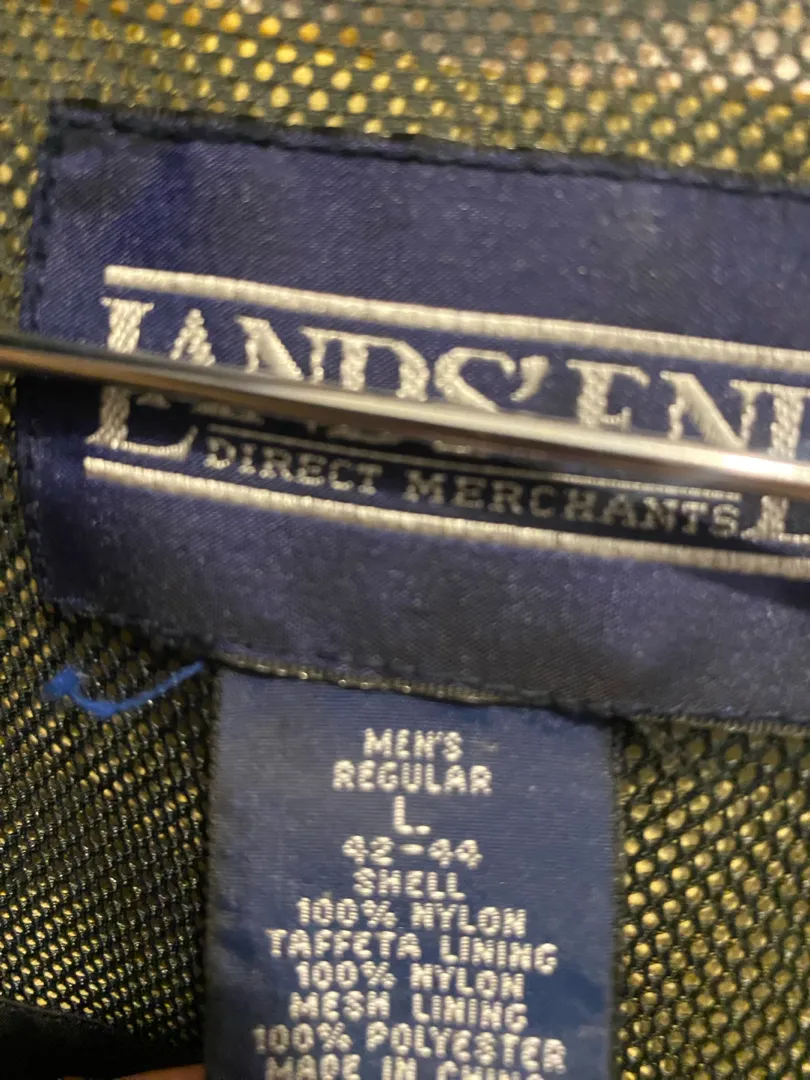 LANDS' END
DIRECT MERCHANTS
MEN'S
REGULAR
L.
42-44
SHELL
100% NYLON
TAFFETA LINING
100% NYLON
MESH LINING
100% POLYESTER
MADE IN CHINA